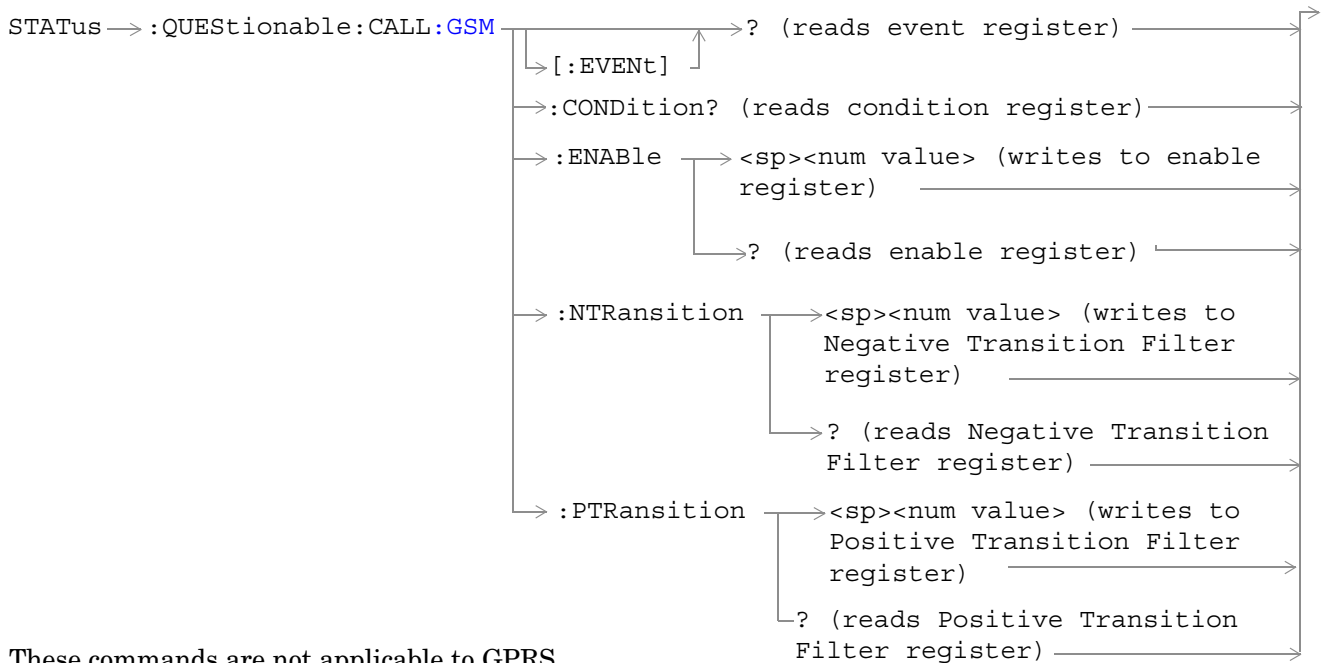 STATus :QUEStionable:CALL:GSM ? (reads event register)
[:EVENt]
:CONDition? (reads condition register)
:ENABle <sp><num value> (writes to enable
register)
? (reads enable register)
:NTRansition <sp><num value> (writes to
Negative Transition Filter
register)
? (reads Negative Transition
Filter register)
:PTRansition <sp><num value> (writes to
Positive Transition Filter
register)
? (reads Positive Transition
Filter register)
These commands are not applicable to GPRS